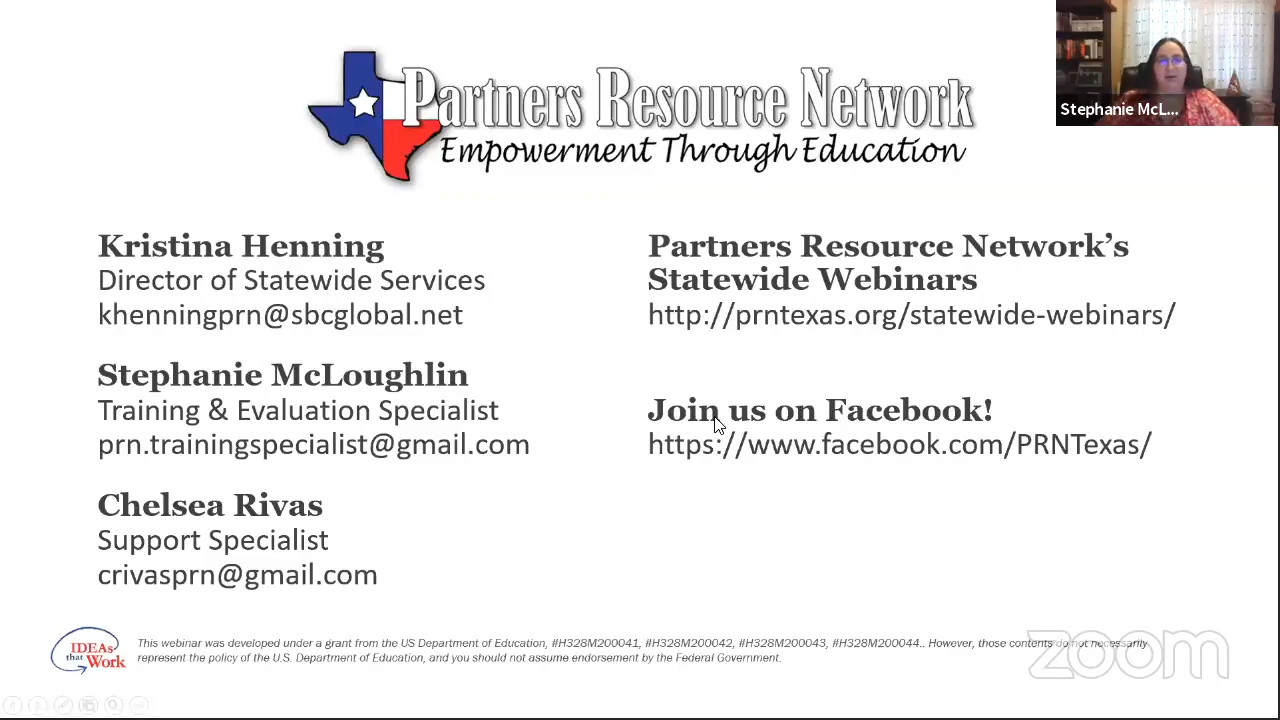 Partners Resource Network
Empowerment Through Education
Stephanie McL...
Kristina Henning
Director of Statewide Services
khenningprn@sbcglobal.net
Stephanie McLoughlin
Training & Evaluation Specialist
prn.trainingspecialist@gmail.com
Chelsea Rivas
Support Specialist
crivasprn@gmail.com
Partners Resource Network’s
Statewide Webinars
http://prntexas.org/statewide-webinars/
Join us on Facebook!
https://www.facebook.com/PRNTexas/
IDEAs
that Work
This webinar was developed under a grant from the US Department of Education, #H328M200041, #H328M200042, #H328M200043, #H328M200044.. However, those contents do not necessarily
represent the policy of the U.S. Department of Education, and you should not assume endorsement by the Federal Government.
zoom